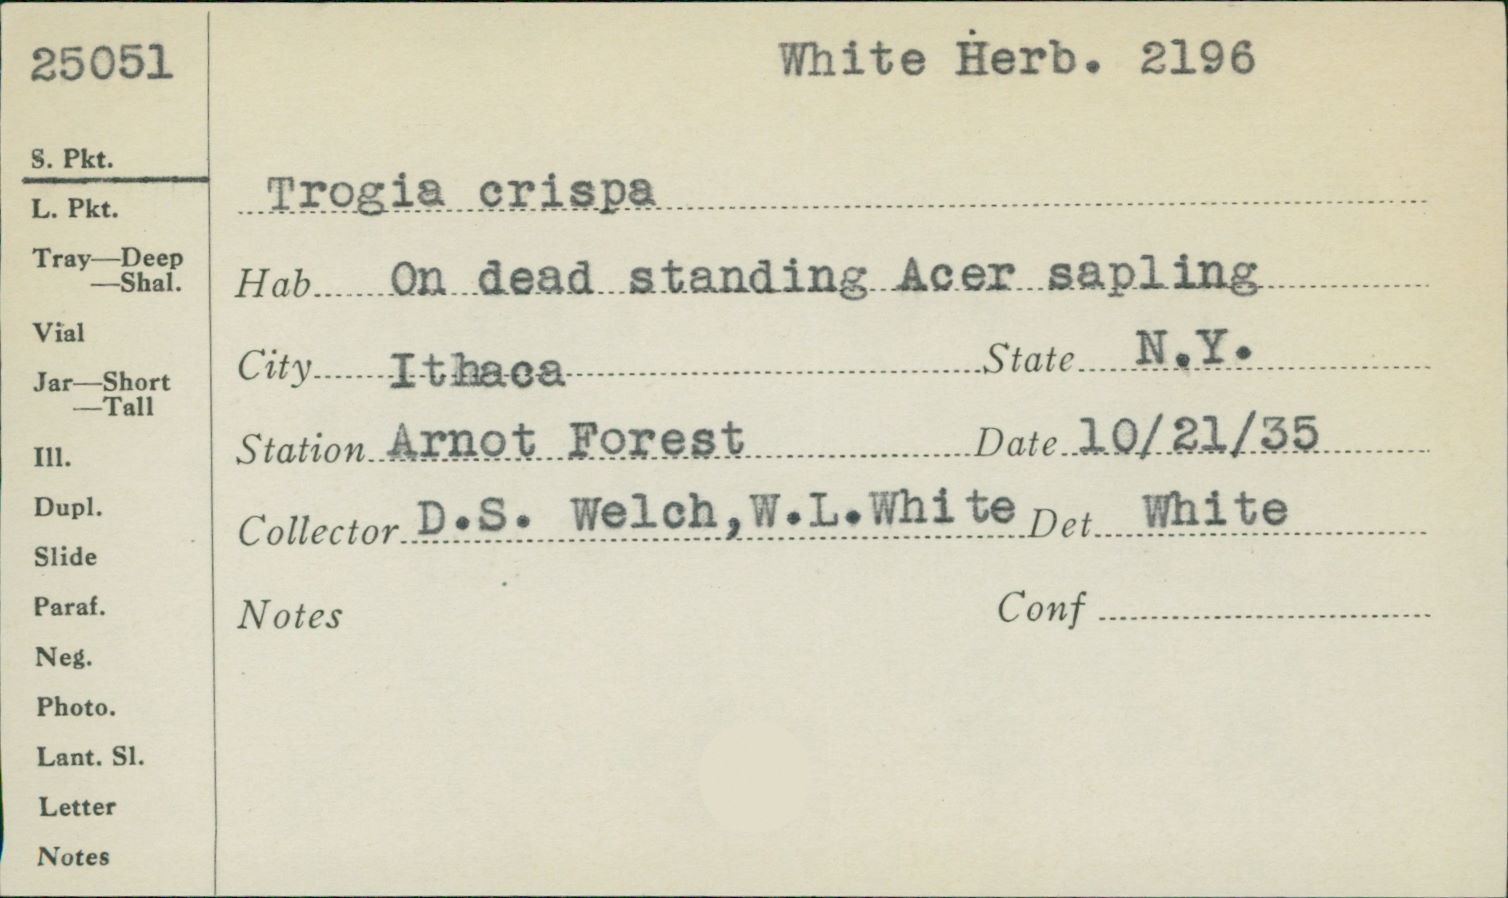 25051
White Herb. 2196
S. Pkt.
L. Pkt.
Tray—Deep
—Shal.
Vial
Jar—Short
—Tall
Ill.
Dupl.
Slide
Paraf.
Neg.
Photo.
Lant. Sl.
Letter
Notes
Trogia crispa
Hab. On dead standing Acer sapling
City Ithaca State N.Y.
Station Arnot Forest Date 10/21/35
Collector D.S. Welch,W.L.White Det. White
Notes Conf